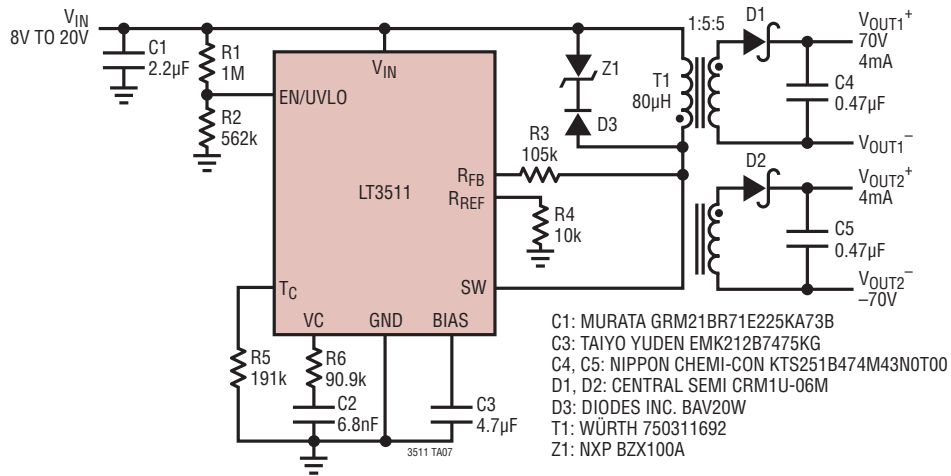 VIN
8V TO 20V
C1
2.2µF
R1
1M
R2
562k
EN/UVLO
VIN
LT3511
RFB
RREF
SW
TC
VC
GND
BIAS
Z1
D3
R3
105k
R4
10k
T1
80µH
1:5:5
D1
VOUT1+
70V
4mA
C4
0.47µF
VOUT1–
D2
VOUT2+
4mA
C5
0.47µF
VOUT2–
–70V
R5
191k
R6
90.9k
C2
6.8nF
C3
4.7µF
3511 TA07
C1: MURATA GRM21BR71E225KA73B
C3: TAIYO YUDEN EMK212B7475KG
C4, C5: NIPPON CHEMI-CON KTS251B474M43N0T00
D1, D2: CENTRAL SEMI CRM1U-06M
D3: DIODES INC. BAV20W
T1: WÜRTH 750311692
Z1: NXP BZX100A